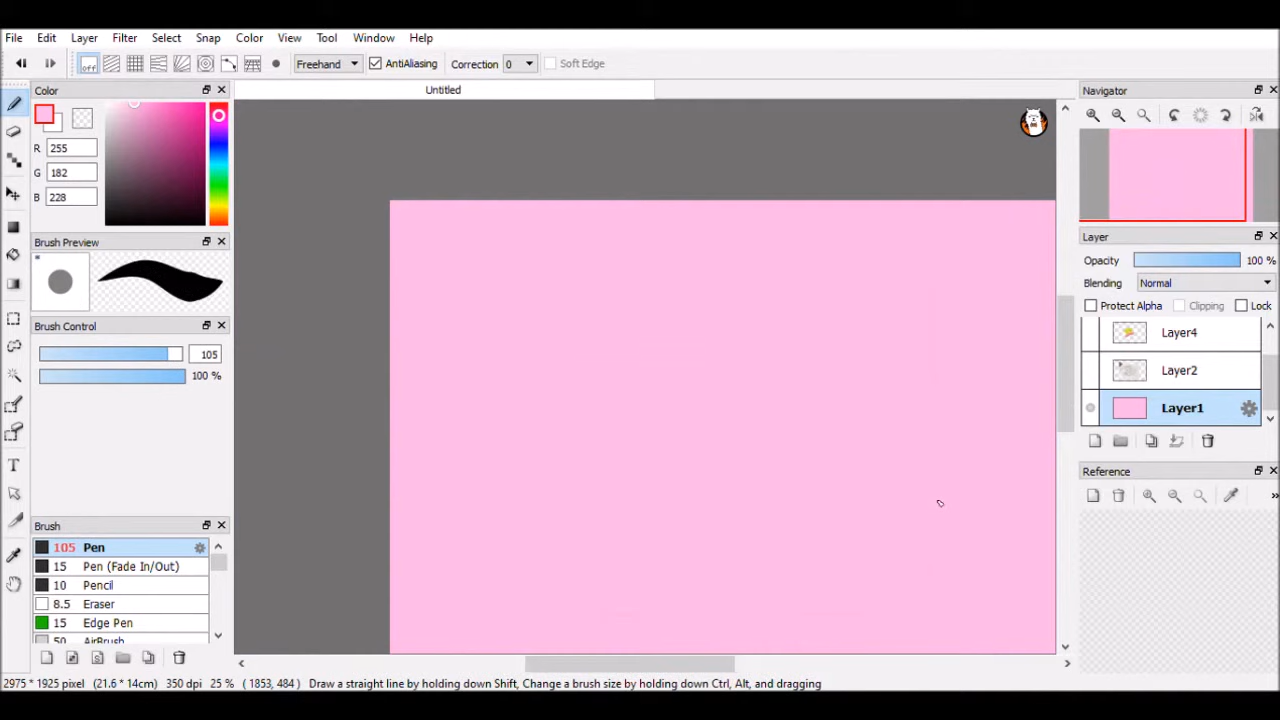 File Edit Layer Filter Select Snap Color View Tool Window Help
off Freehand AntiAliasing Correction 0 Soft Edge
Color
R 255
G 182
B 228
Brush Preview
Brush Control
105
100 %
Brush
105 Pen
15 Pen (Fade In/Out)
10 Pencil
8.5 Eraser
15 Edge Pen
50 AirBrush
Untitled
Navigator
Layer
Opacity 100 %
Blending Normal
Protect Alpha Clipping Lock
Layer4
Layer2
Layer1
Reference
»
2975 * 1925 pixel (21.6 * 14cm) 350 dpi 25 % ( 1853, 484 ) Draw a straight line by holding down Shift, Change a brush size by holding down Ctrl, Alt, and dragging